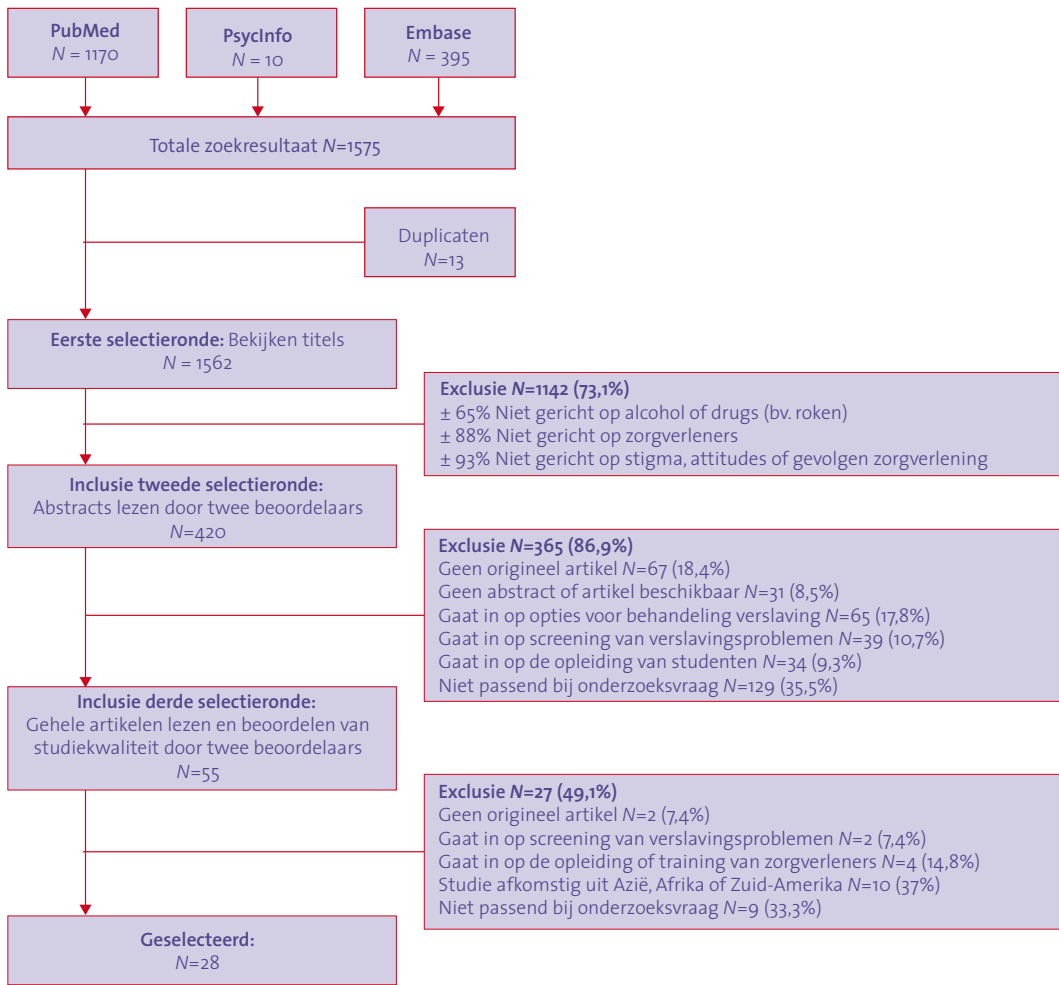 PubMed
N = 1170
PsycInfo
N = 10
Embase
N = 395
Totale zoekresultaat N=1575
Duplicaten
N=13
Eerste selectieronde: Bekijken titels
N = 1562
Exclusie N=1142 (73,1%)
± 65% Niet gericht op alcohol of drugs (bv. roken)
± 88% Niet gericht op zorgverleners
± 93% Niet gericht op stigma, attitudes of gevolgen zorgverlening
Inclusie tweede selectieronde:
Abstracts lezen door twee beoordelaars
N=420
Exclusie N=365 (86,9%)
Geen origineel artikel N=67 (18,4%)
Geen abstract of artikel beschikbaar N=31 (8,5%)
Gaat in op opties voor behandeling verslaving N=65 (17,8%)
Gaat in op screening van verslavingsproblemen N=39 (10,7%)
Gaat in op de opleiding van studenten N=34 (9,3%)
Niet passend bij onderzoeksvraag N=129 (35,5%)
Inclusie derde selectieronde:
Gehele artikelen lezen en beoordelen van
studiekwaliteit door twee beoordelaars
N=55
Exclusie N=27 (49,1%)
Geen origineel artikel N=2 (7,4%)
Gaat in op screening van verslavingsproblemen N=2 (7,4%)
Gaat in op de opleiding of training van zorgverleners N=4 (14,8%)
Studie afkomstig uit Azië, Afrika of Zuid-Amerika N=10 (37%)
Niet passend bij onderzoeksvraag N=9 (33,3%)
Geselecteerd:
N=28